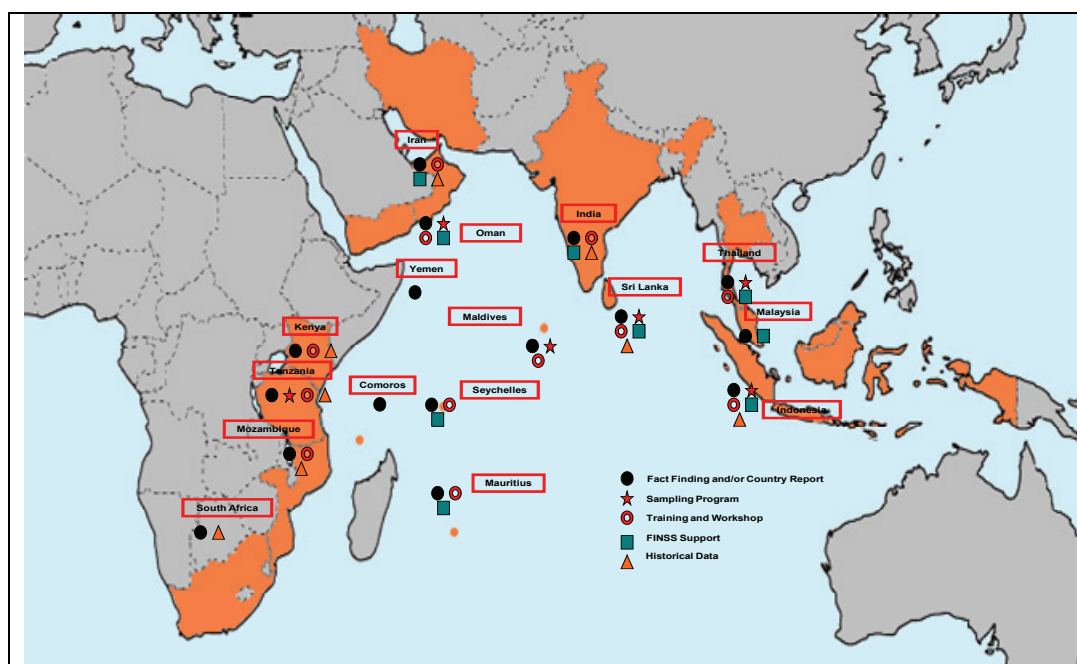 Iran
India
Oman
Thailand
Yemen
Sri Lanka
Maldives
Malaysia
Kenya
Tanzania
Comoros
Seychelles
Indonesia
Mozambique
Mauritius
South Africa
Fact Finding and/or Country Report
Sampling Program
Training and Workshop
FINSS Support
Historical Data